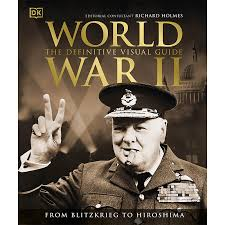 DK
EDITORIAL CONSULTANT RICHARD HOLMES
WORLD
THE DEFINITIVE VISUAL GUIDE
WAR II
FROM BLITZKRIEG TO HIROSHIMA